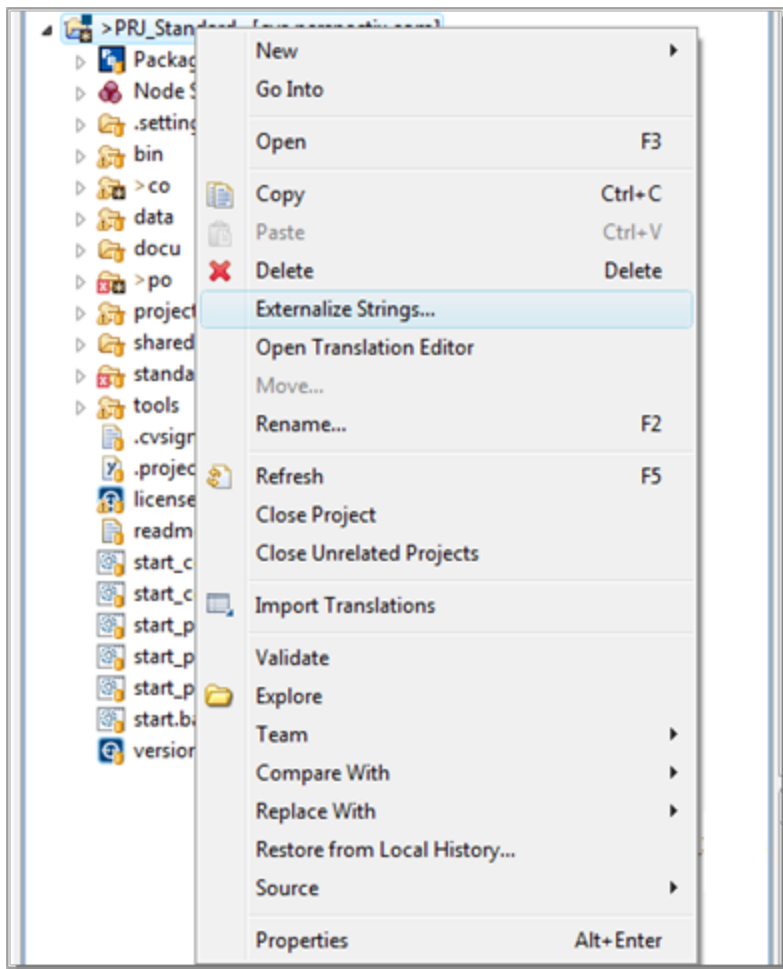 >PRJ_Standard
Packag
Node S
.setting
bin
>co
data
docu
>po
project
shared
standa
tools
.cvsign
.projec
license
readm
start_c
start_c
start_p
start_p
start_p
start.ba
version
New
Go Into
Open F3
Copy Ctrl+C
Paste Ctrl+V
Delete Delete
Externalize Strings...
Open Translation Editor
Move...
Rename... F2
Refresh F5
Close Project
Close Unrelated Projects
Import Translations
Validate
Explore
Team
Compare With
Replace With
Restore from Local History...
Source
Properties Alt+Enter